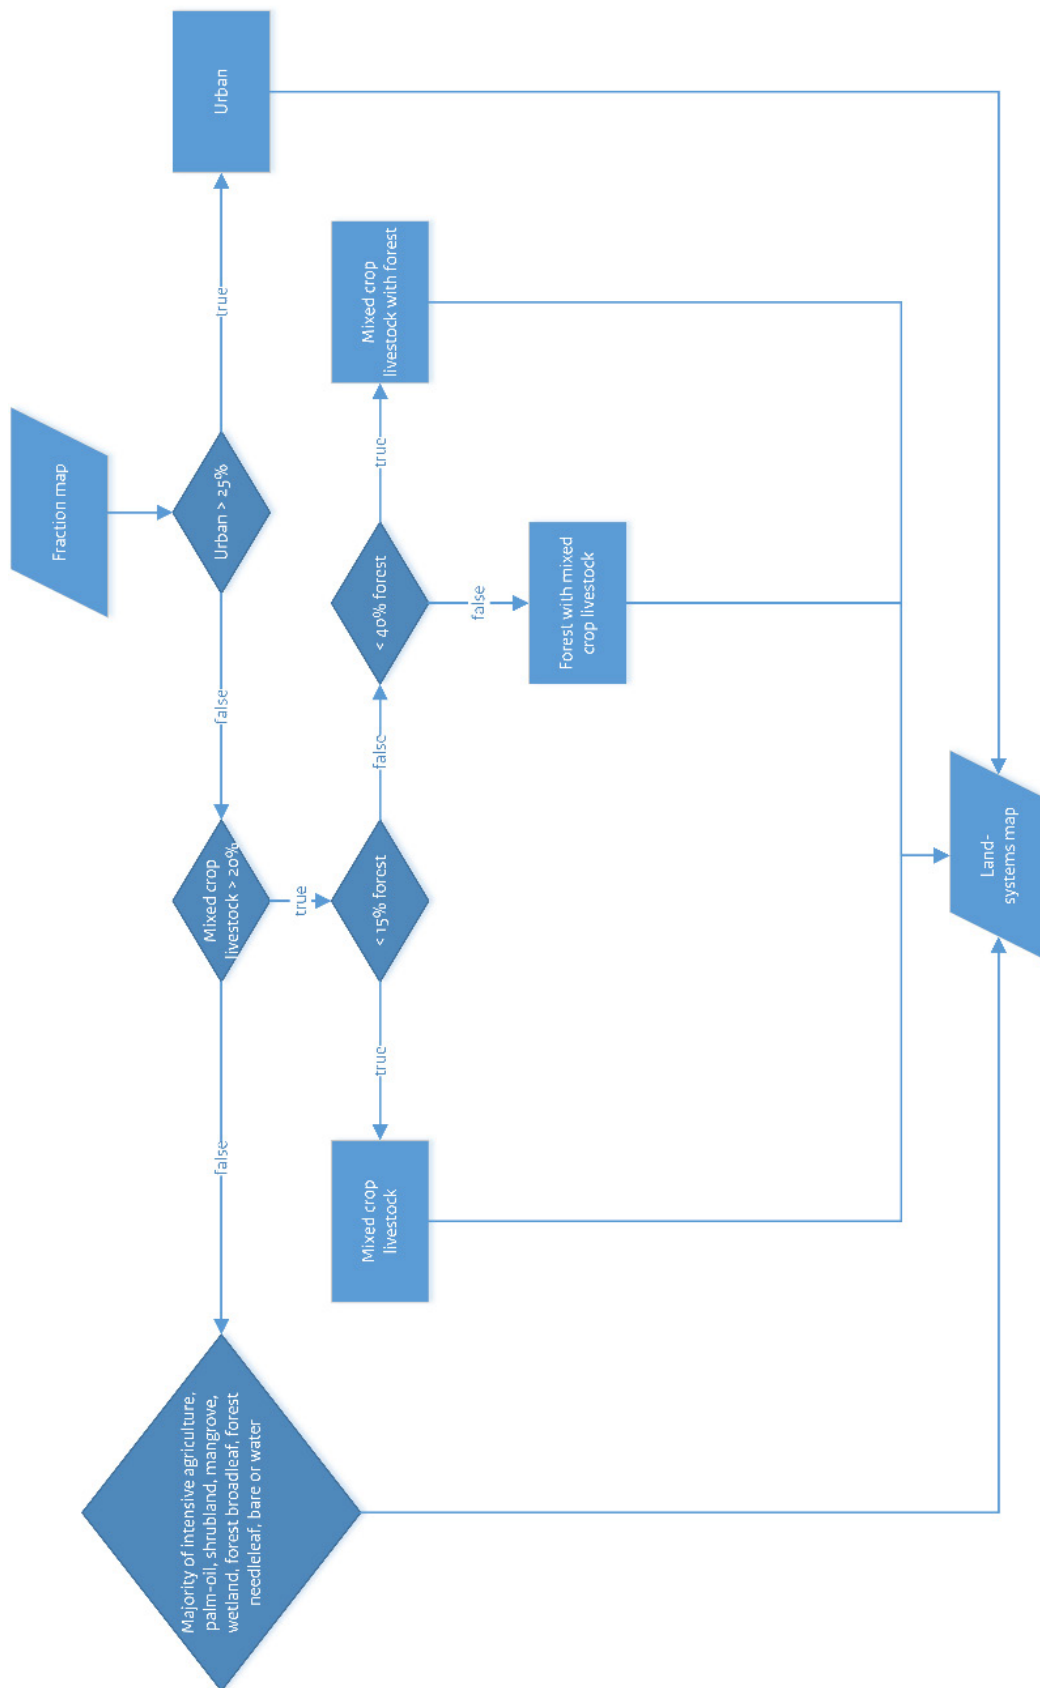 Fraction map
Urban > 25%
true
Urban
false
Mixed crop
livestock > 20%
true
false
< 15% forest
false
< 40% forest
true
Mixed crop
livestock with forest
false
Forest with mixed
crop livestock
true
Mixed crop
livestock
Majority of intensive agriculture,
palm-oil, shrubland, mangrove,
wetland, forest broadleaf, forest
needleleaf, bare or water
Land-
systems map